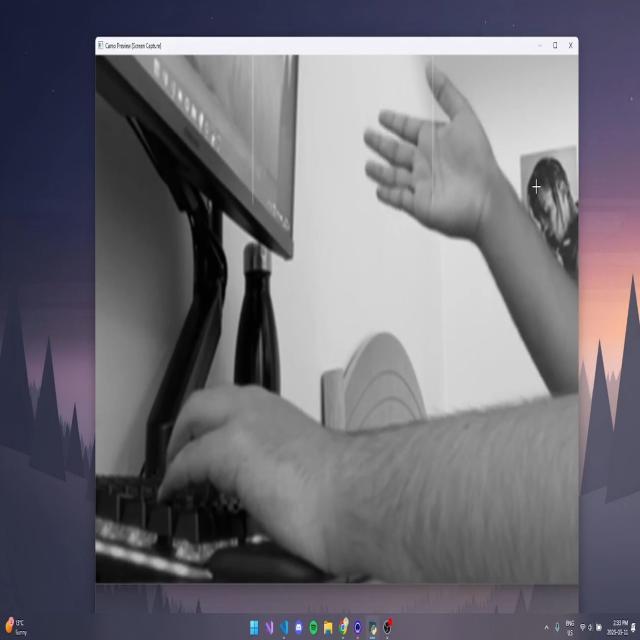 Camo Preview [Screen Capture]
13°C
Sunny
ENG
US
2:33 PM
2025-05-11